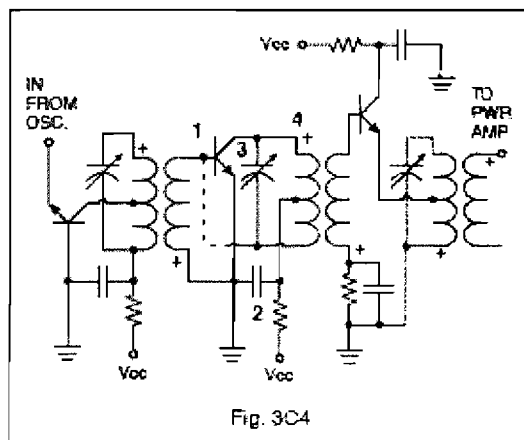 Vcc
IN
FROM
OSC.
TO
PWR
AMP
1
3
4
+
+
+
+
+
+
2
Vcc
Vcc
Fig. 3C4